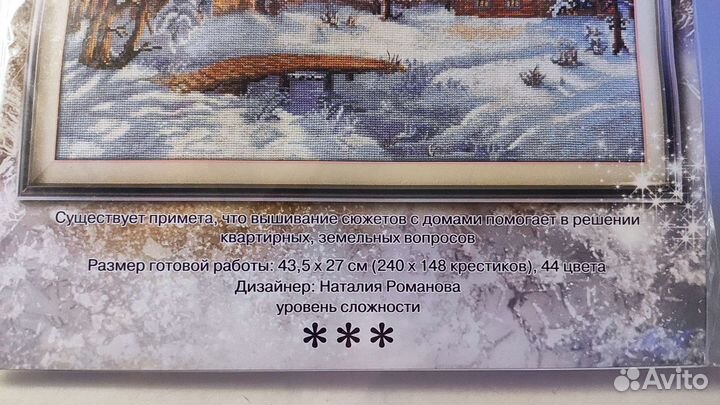 Существует примета, что вышивание сюжетов с домами помогает в решении
квартирных, земельных вопросов
Размер готовой работы: 43,5 х 27 см (240 х 148 крестиков), 44 цвета
Дизайнер: Наталия Романова
уровень сложности
***
Avito